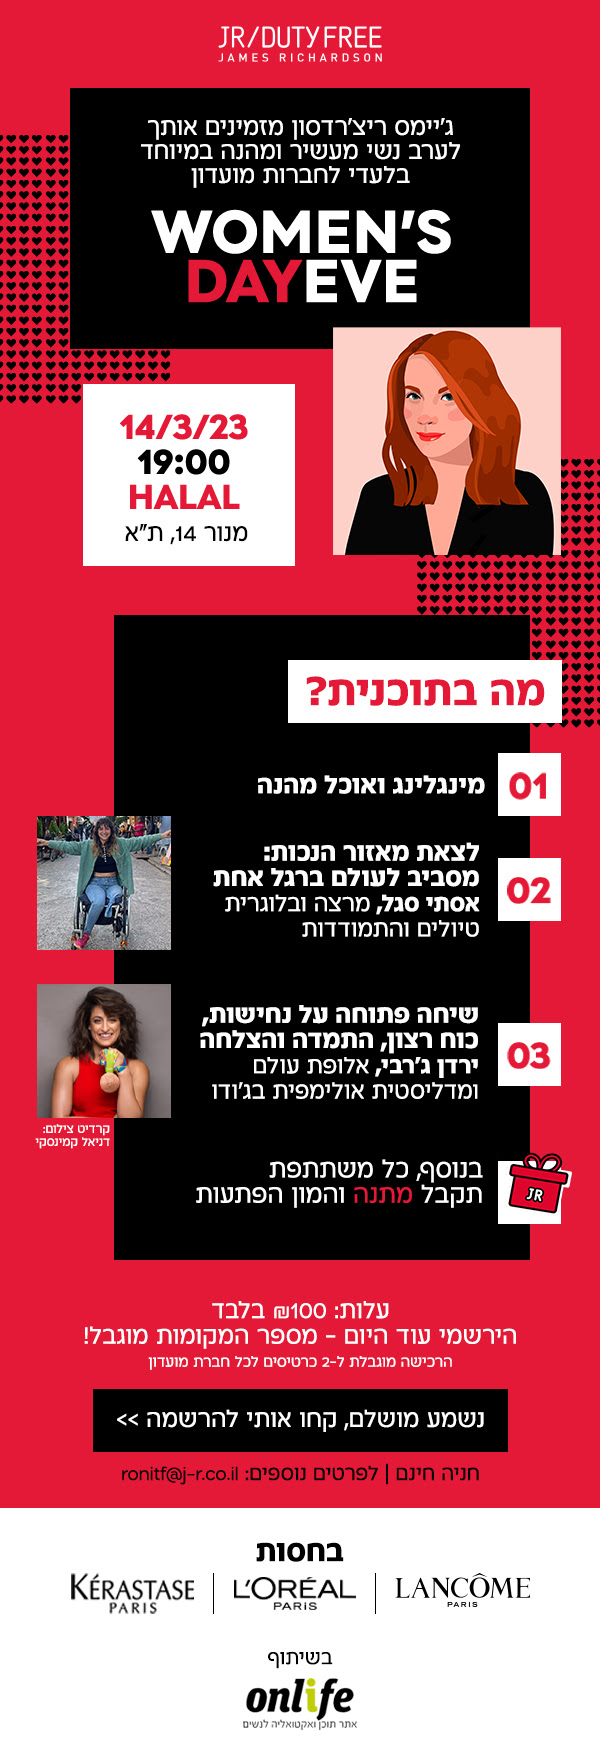 JR/DUTY FREE
JAMES RICHARDSON
ג'יימס ריצ'רדסון מזמינים אותך
לערב נשי מעשיר ומהנה במיוחד
בלעדי לחברות מועדון
WOMEN'S
DAYEVE
14/3/23
19:00
HALAL
מנור 14, ת"א
מה בתוכנית?
01
מינגלינג ואוכל מהנה
לצאת מאזור הנכות:
מסביב לעולם ברגל אחת
02
אסתי סגל, מרצה ובלוגרית
טיולים והתמודדות
שיחה פתוחה על נחישות,
כוח רצון, התמדה והצלחה
03
ירדן ג'רבי, אלופת עולם
ומדליסטית אולימפית בג'ודו
קרדיט צילום:
דניאל קמינסקי
בנוסף, כל משתתפת
תקבל מתנה והמון הפתעות
JR
עלות: 100₪ בלבד
הירשמי עוד היום - מספר המקומות מוגבל!
הרכישה מוגבלת ל-2 כרטיסים לכל חברת מועדון
נשמע מושלם, קחו אותי להרשמה >>
חניה חינם | לפרטים נוספים: ronitf@j-r.co.il
בחסות
KÉRASTASE
PARIS
L'ORÉAL
PARIS
LANCÔME
PARIS
בשיתוף
onlife
אתר תוכן ואקטואליה לנשים